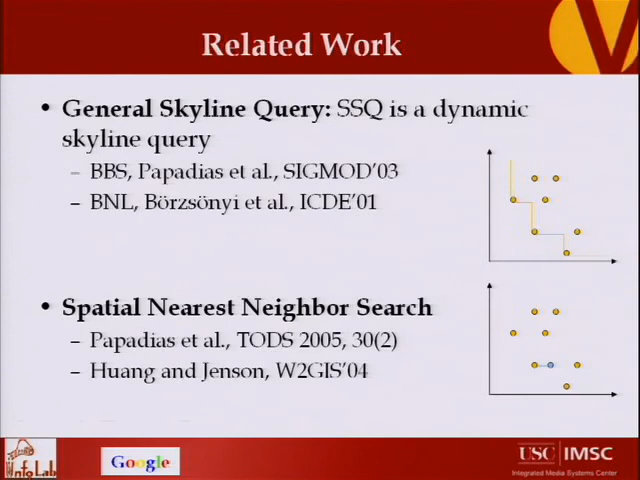 Related Work
• General Skyline Query: SSQ is a dynamic
skyline query
– BBS, Papadias et al., SIGMOD'03
– BNL, Börzsönyi et al., ICDE'01
• Spatial Nearest Neighbor Search
– Papadias et al., TODS 2005, 30(2)
– Huang and Jenson, W2GIS'04
InfoLab
Google
USC IMSC
Integrated Media Systems Center